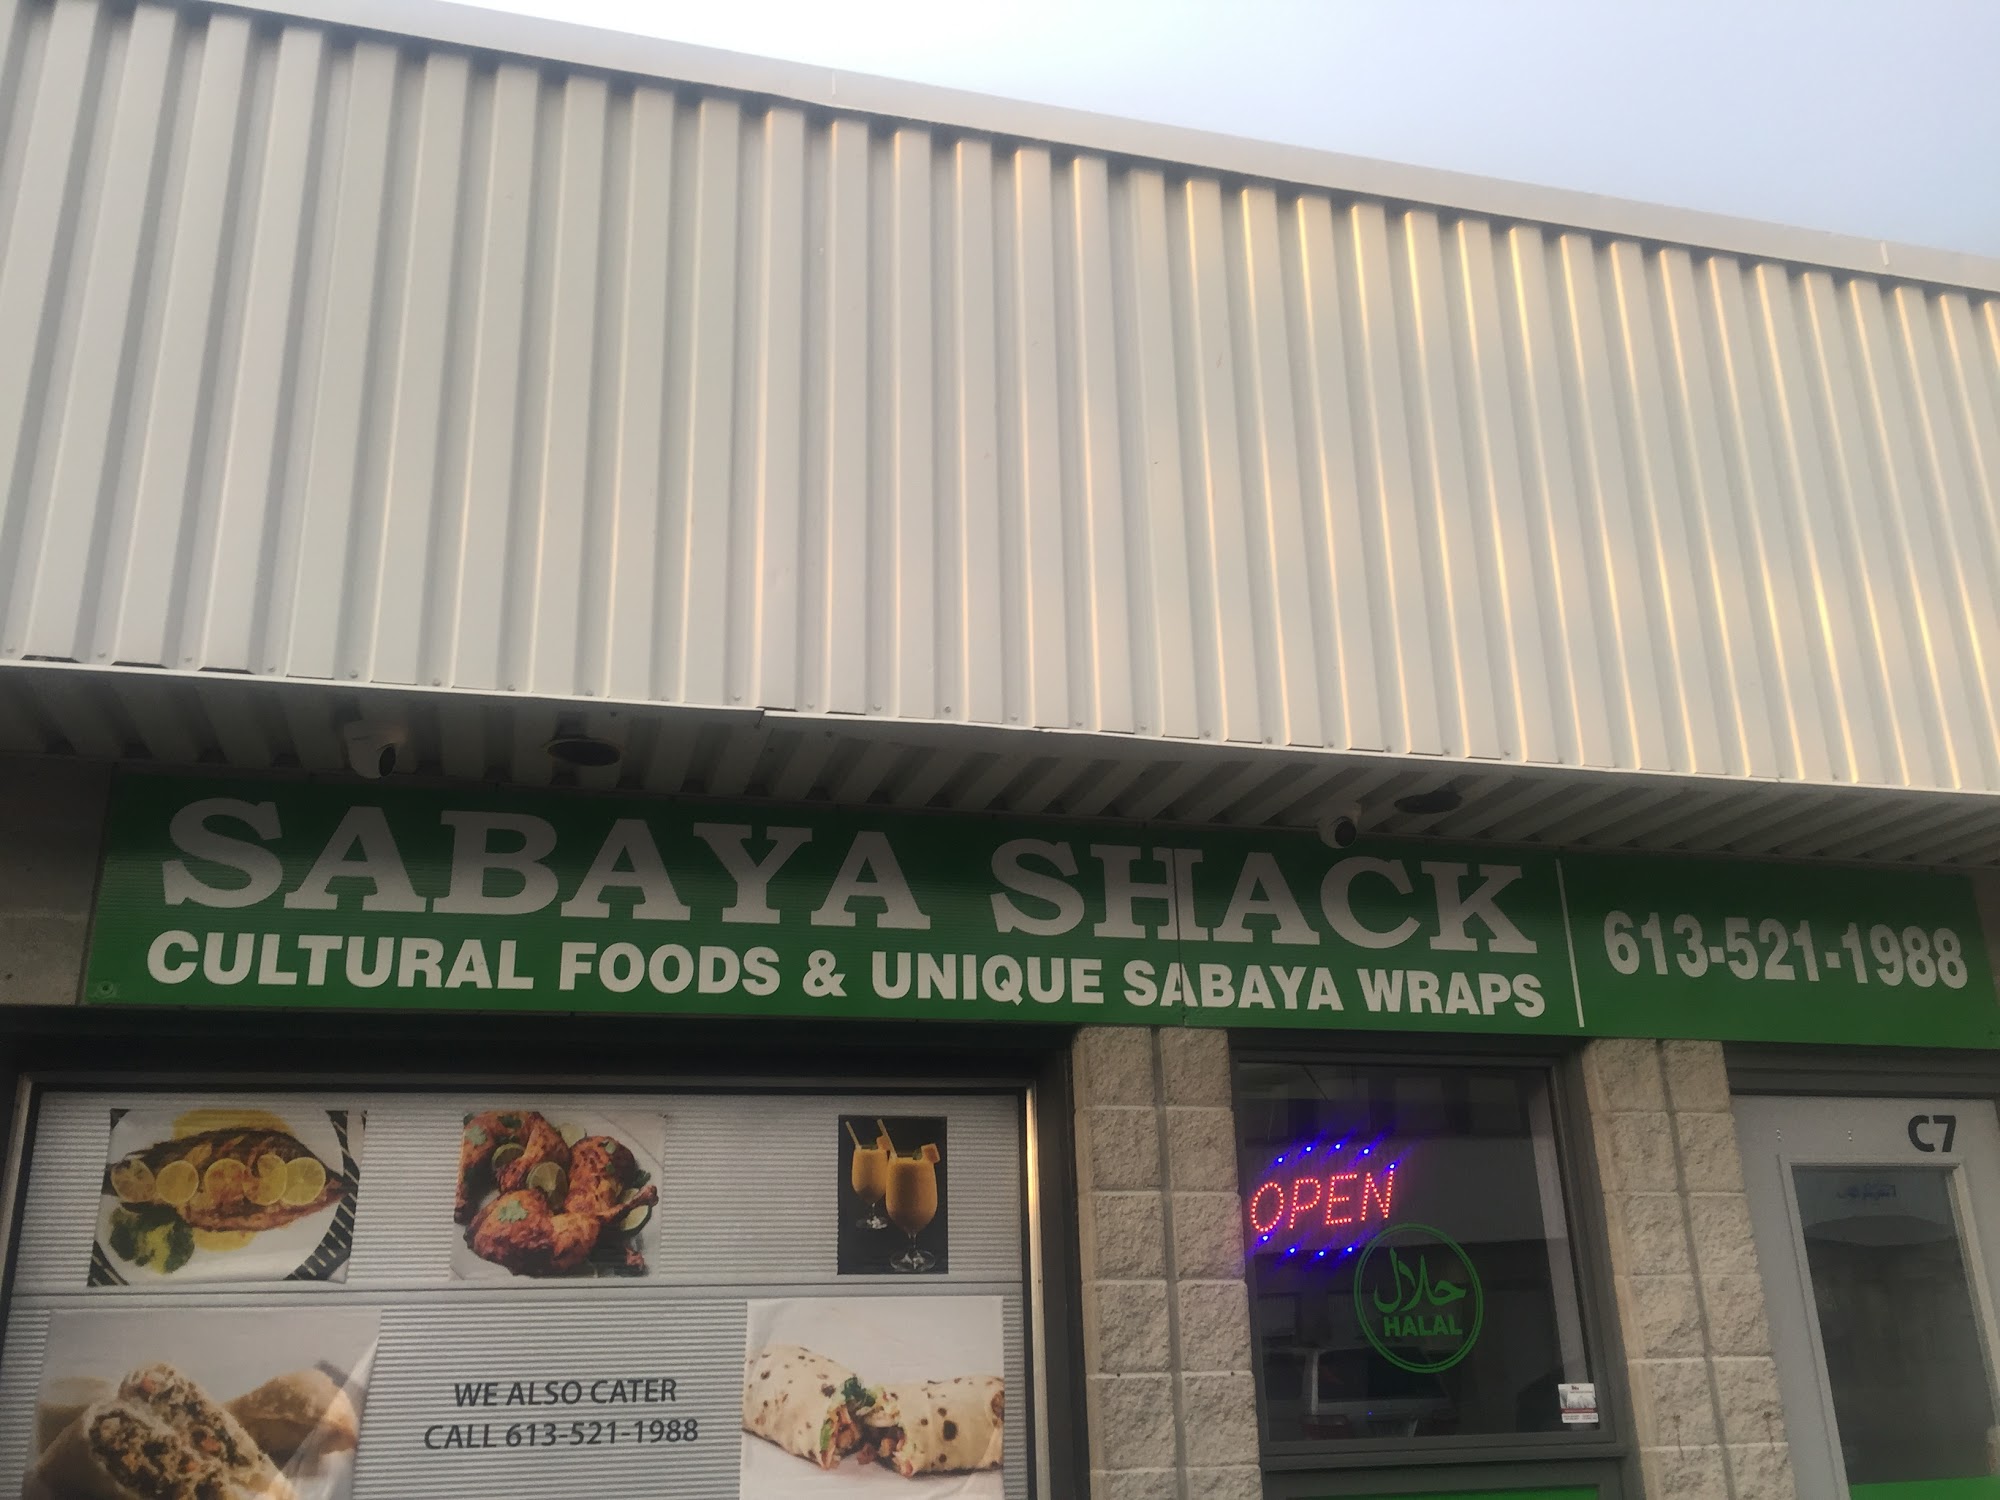 SABAYA SHACK
CULTURAL FOODS & UNIQUE SABAYA WRAPS
613-521-1988
C7
OPEN
حلال
HALAL
WE ALSO CATER
CALL 613-521-1988